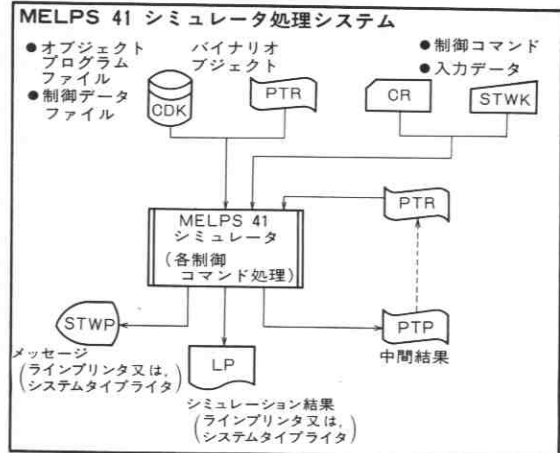 MELPS 41 シミュレータ処理システム
●オブジェクト
プログラム
ファイル
●制御データ
ファイル
バイナリオ
ブジェクト
●制御コマンド
●入力データ
CDK
PTR
CR
STWK
MELPS 41
シミュレータ
(各制御
コマンド処理)
PTR
STWP
LP
PTP
メッセージ
(ラインプリンタ又は,
システムタイプライタ)
中間結果
シミュレーション結果
(ラインプリンタ又は,
システムタイプライタ)